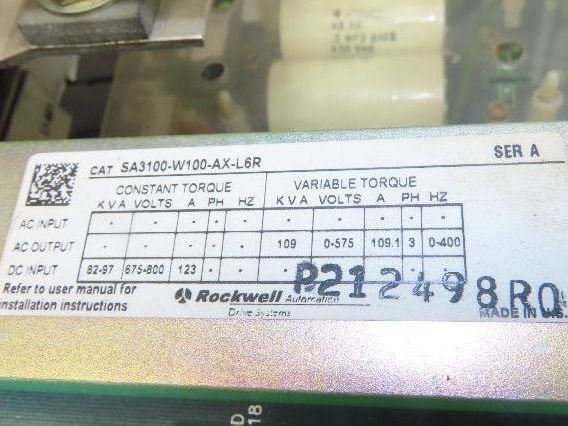 CAT SA3100-W100-AX-L6R SER A
CONSTANT TORQUE VARIABLE TORQUE
KVA VOLTS A PH HZ KVA VOLTS A PH HZ
AC INPUT - - - - - - - - - -
AC OUTPUT - - - - - 109 0-575 109.1 3 0-400
DC INPUT 82-97 675-800 123 - - - - - -
Refer to user manual for
installation instructions
Rockwell Automation
Drive Systems
P212498RQ
MADE IN U.S.
D
18